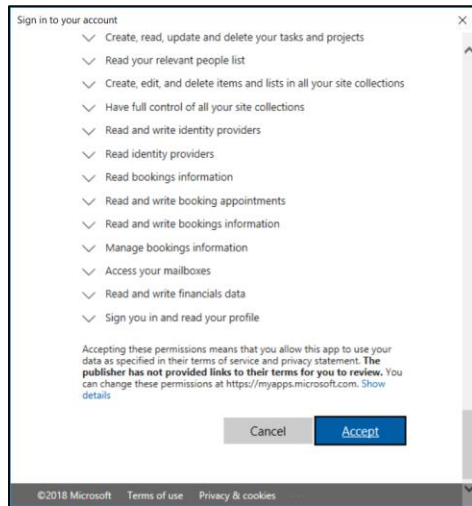 Sign in to your account
Create, read, update and delete your tasks and projects
Read your relevant people list
Create, edit, and delete items and lists in all your site collections
Have full control of all your site collections
Read and write identity providers
Read identity providers
Read bookings information
Read and write booking appointments
Read and write bookings information
Manage bookings information
Access your mailboxes
Read and write financials data
Sign you in and read your profile
Accepting these permissions means that you allow this app to use your
data as specified in their terms of service and privacy statement. The
publisher has not provided links to their terms for you to review. You
can change these permissions at https://myapps.microsoft.com. Show
details
Cancel Accept
©2018 Microsoft Terms of use Privacy & cookies